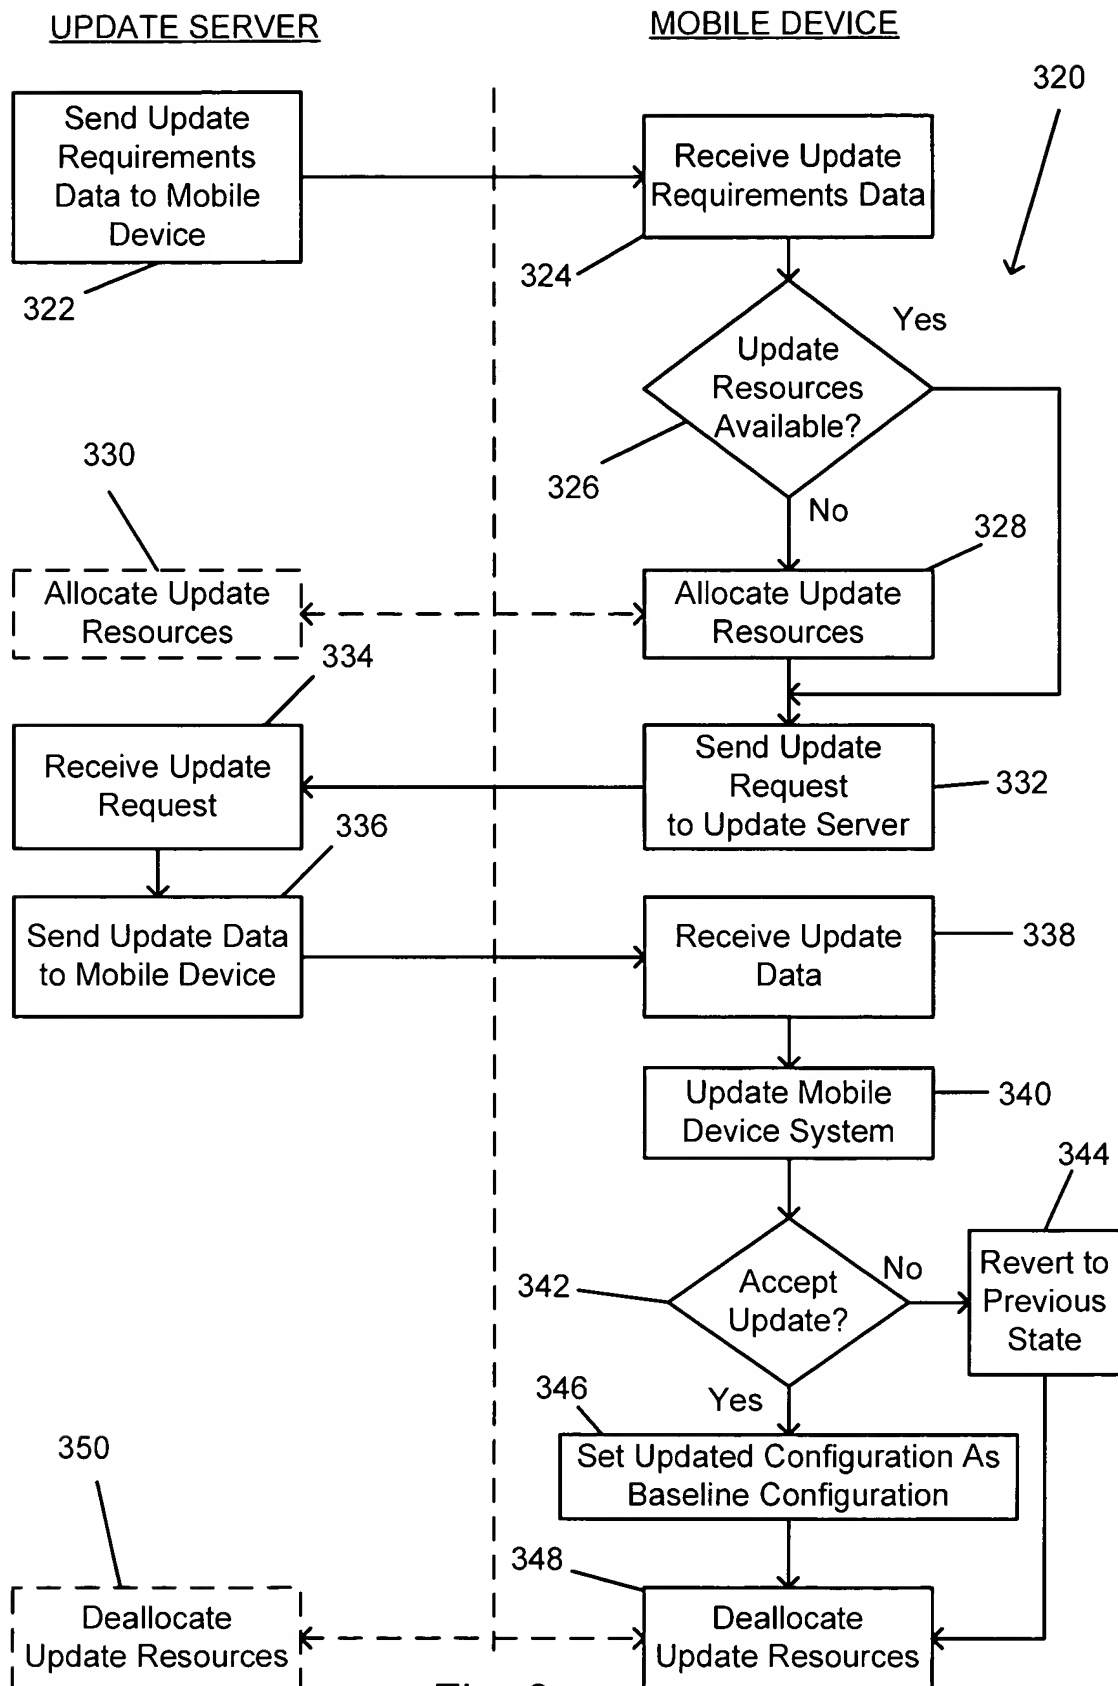 UPDATE SERVER
MOBILE DEVICE
320
Send Update
Requirements
Data to Mobile
Device
322
Receive Update
Requirements Data
324
Yes
Update
Resources
Available?
326
No
330
328
Allocate Update
Resources
Allocate Update
Resources
334
Receive Update
Request
Send Update
Request
to Update Server
332
336
Send Update Data
to Mobile Device
Receive Update
Data
338
Update Mobile
Device System
340
344
342
Accept
Update?
No
Revert to
Previous
State
Yes
346
Set Updated Configuration As
Baseline Configuration
350
348
Deallocate
Update Resources
Deallocate
Update Resources